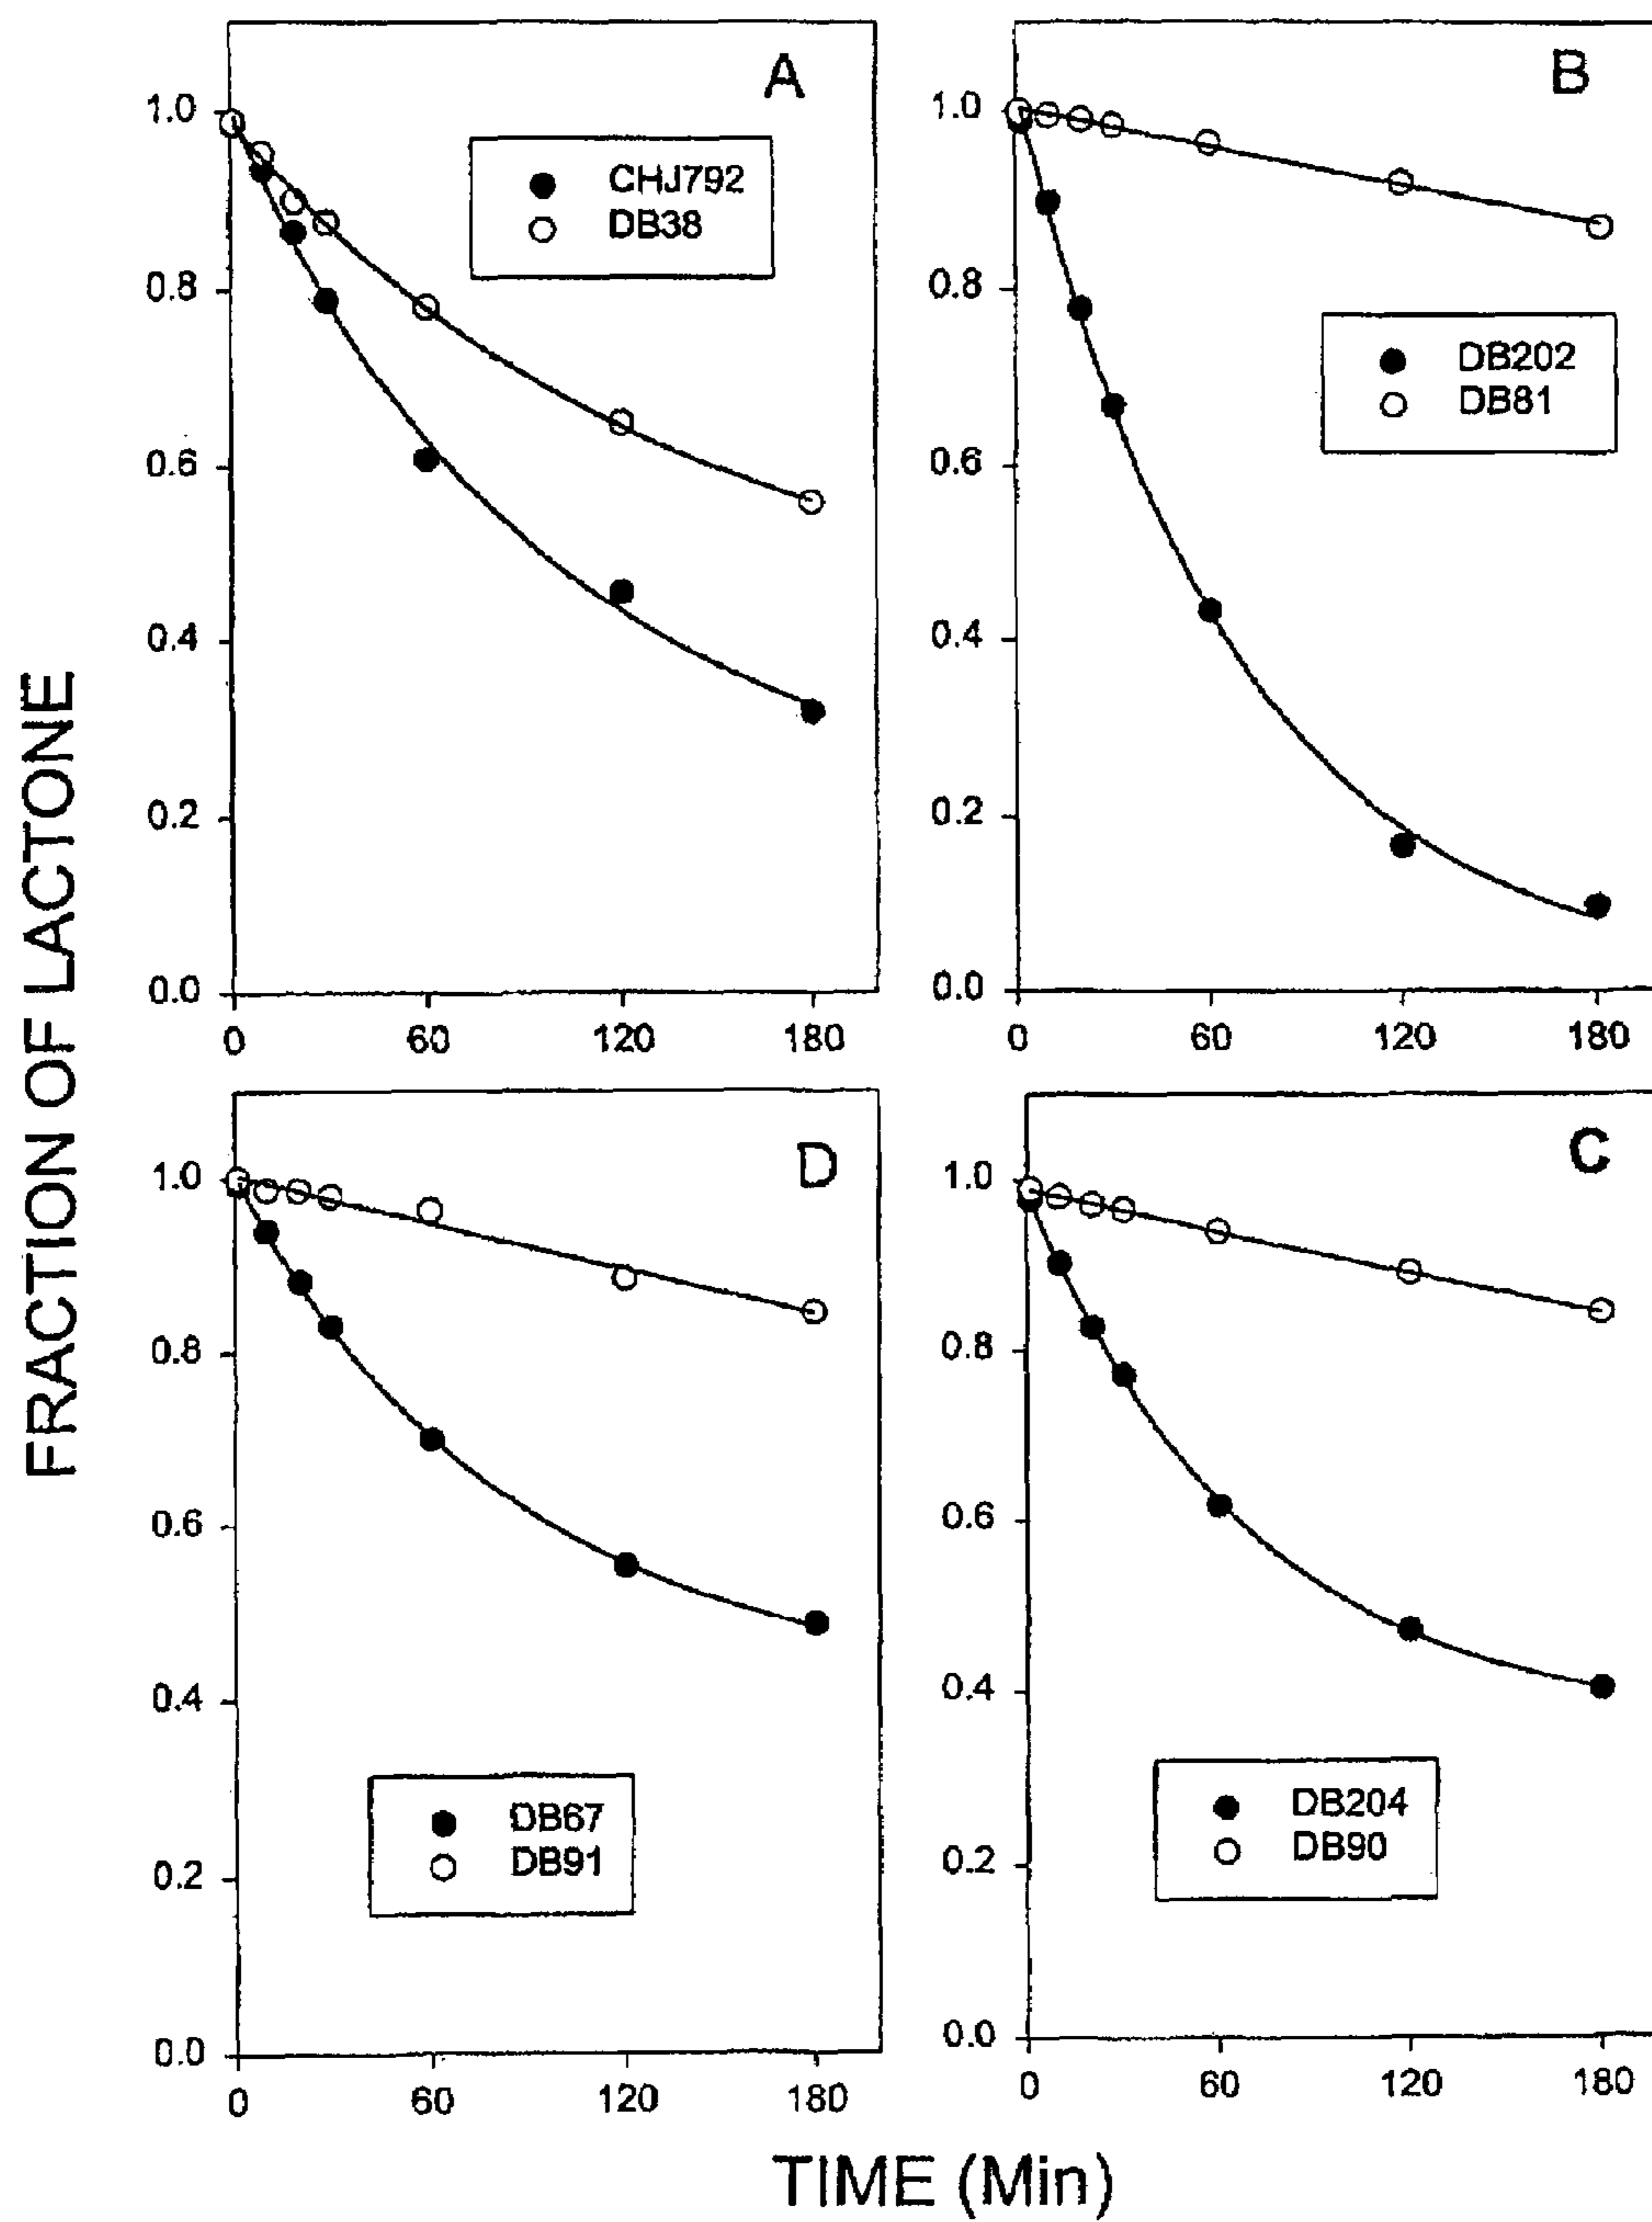 FRACTION OF LACTONE
A
1.0
0.8
0.6
0.4
0.2
0.0
CHJ792
DB38
0 60 120 180
B
1.0
0.8
0.6
0.4
0.2
0.0
DB202
DB81
0 60 120 180
D
1.0
0.8
0.6
0.4
0.2
0.0
DB67
DB91
0 60 120 180
C
1.0
0.8
0.6
0.4
0.2
0.0
DB204
DB90
0 60 120 180
TIME (Min)